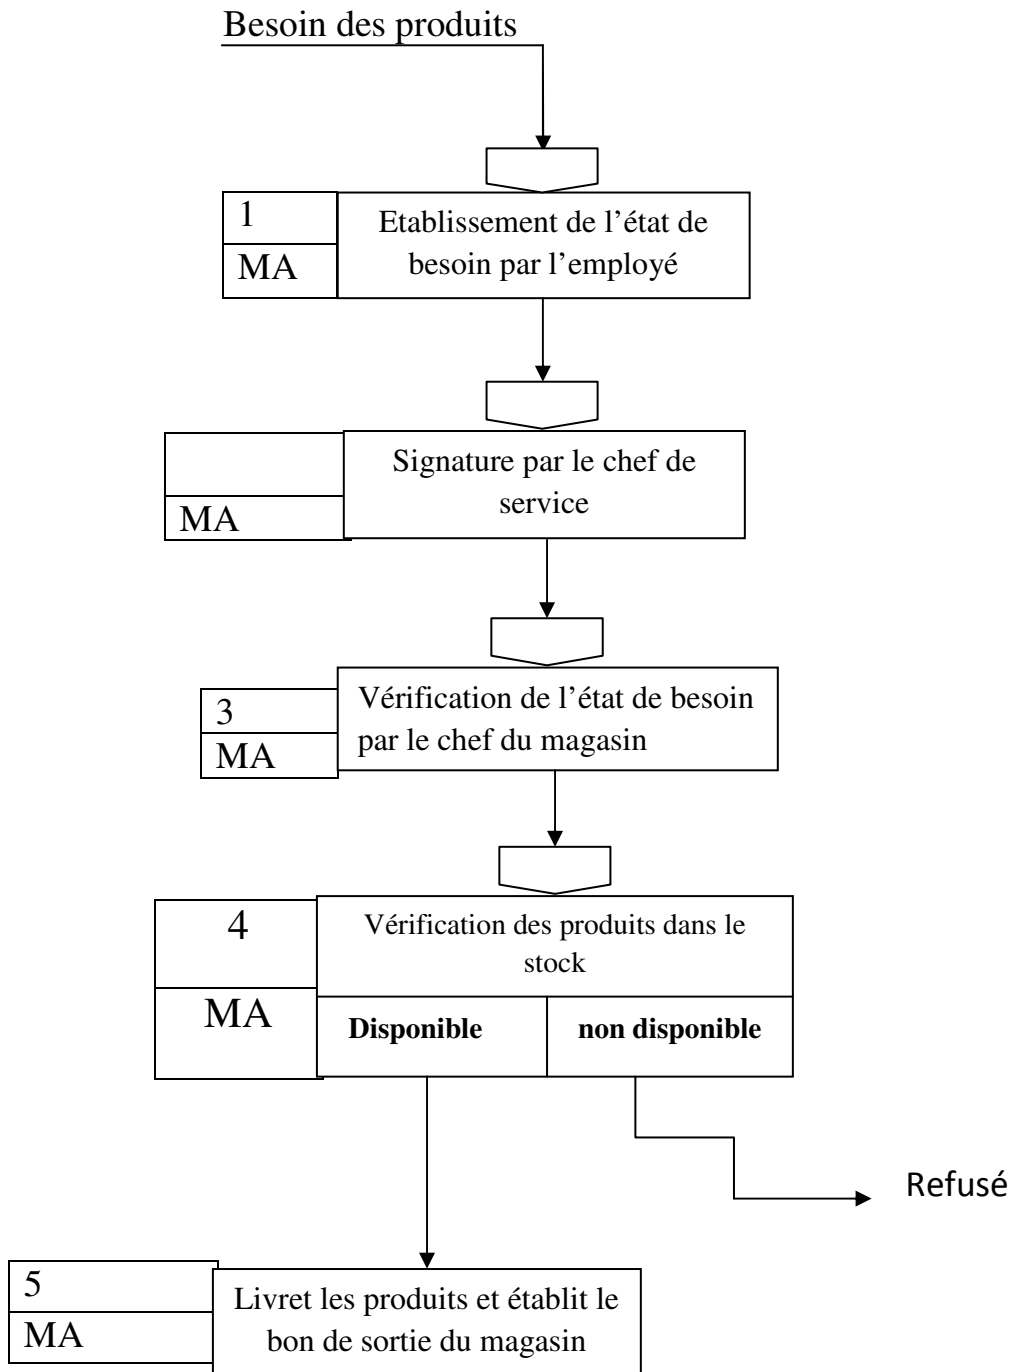 Besoin des produits
1
MA
Etablissement de l’état de
besoin par l’employé
MA
Signature par le chef de
service
3
MA
Vérification de l’état de besoin
par le chef du magasin
4
MA
Vérification des produits dans le
stock
Disponible
non disponible
Refusé
5
MA
Livret les produits et établit le
bon de sortie du magasin